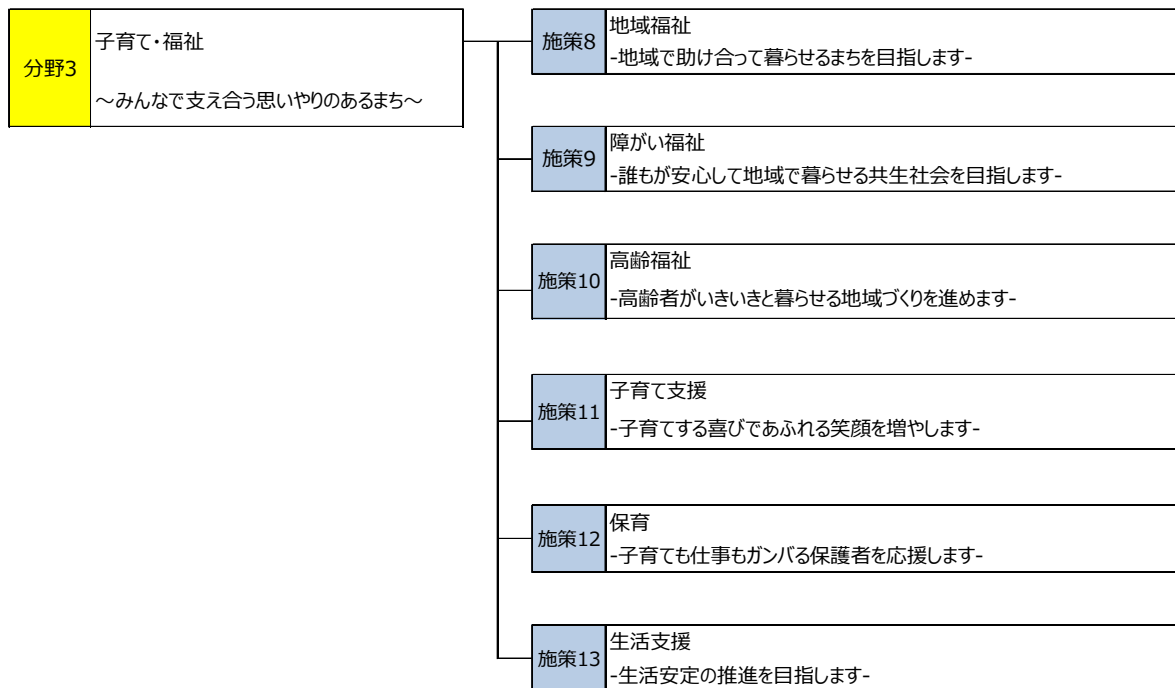 分野3
子育て・福祉
～みんなで支え合う思いやりのあるまち～
施策8
地域福祉
-地域で助け合って暮らせるまちを目指します-
施策9
障がい福祉
-誰もが安心して地域で暮らせる共生社会を目指します-
施策10
高齢福祉
-高齢者がいきいきと暮らせる地域づくりを進めます-
施策11
子育て支援
-子育てする喜びであふれる笑顔を増やします-
施策12
保育
-子育ても仕事もガンバる保護者を応援します-
施策13
生活支援
-生活安定の推進を目指します-